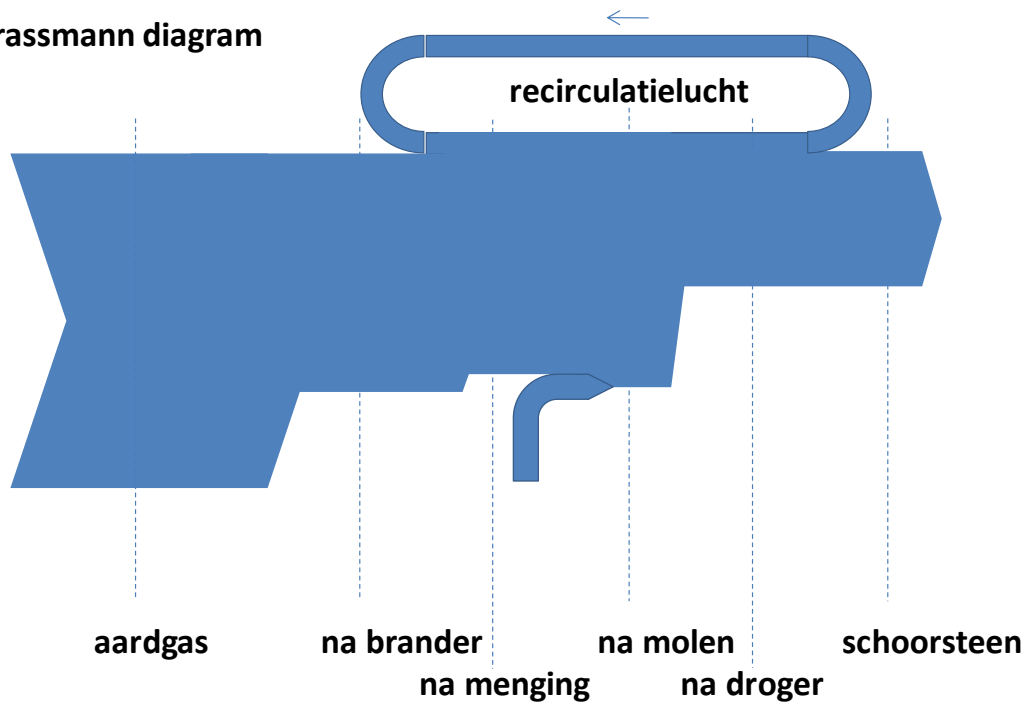 rassmann diagram
recirculatielucht
aardgas
na brander
na menging
na molen
na droger
schoorsteen